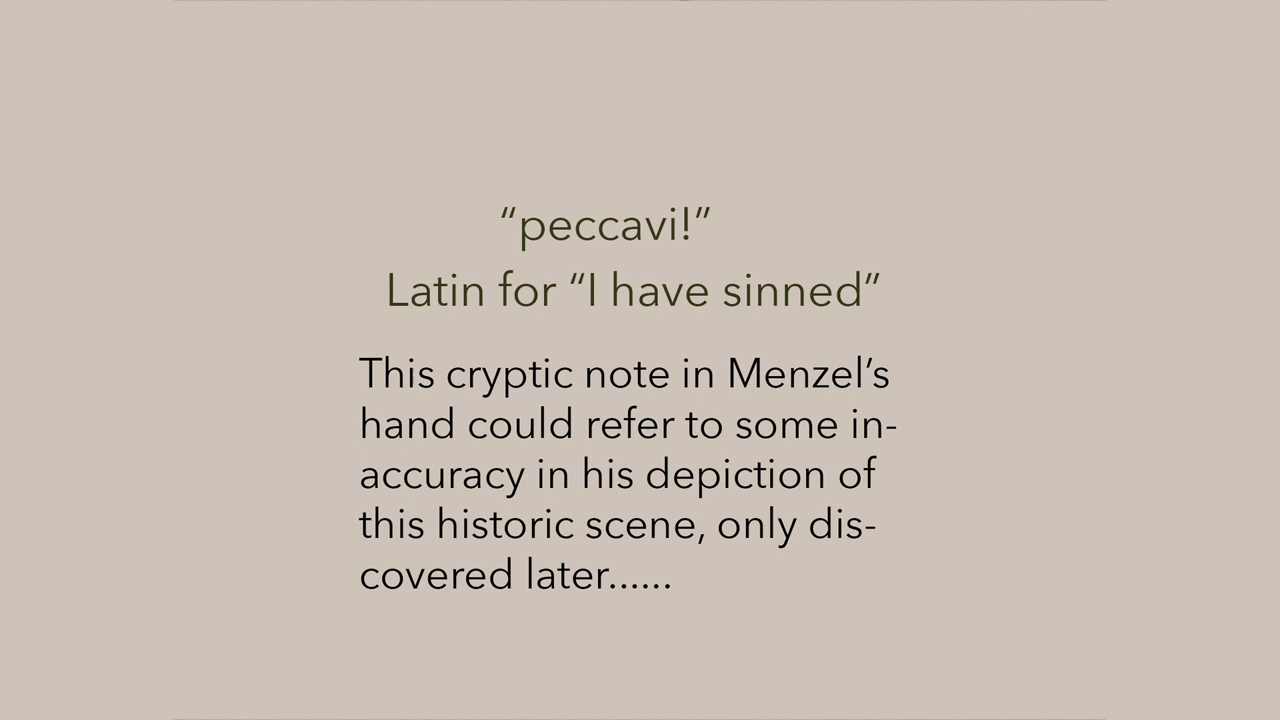 “peccavi!”
Latin for “I have sinned”
This cryptic note in Menzel’s
hand could refer to some in-
accuracy in his depiction of
this historic scene, only dis-
covered later......